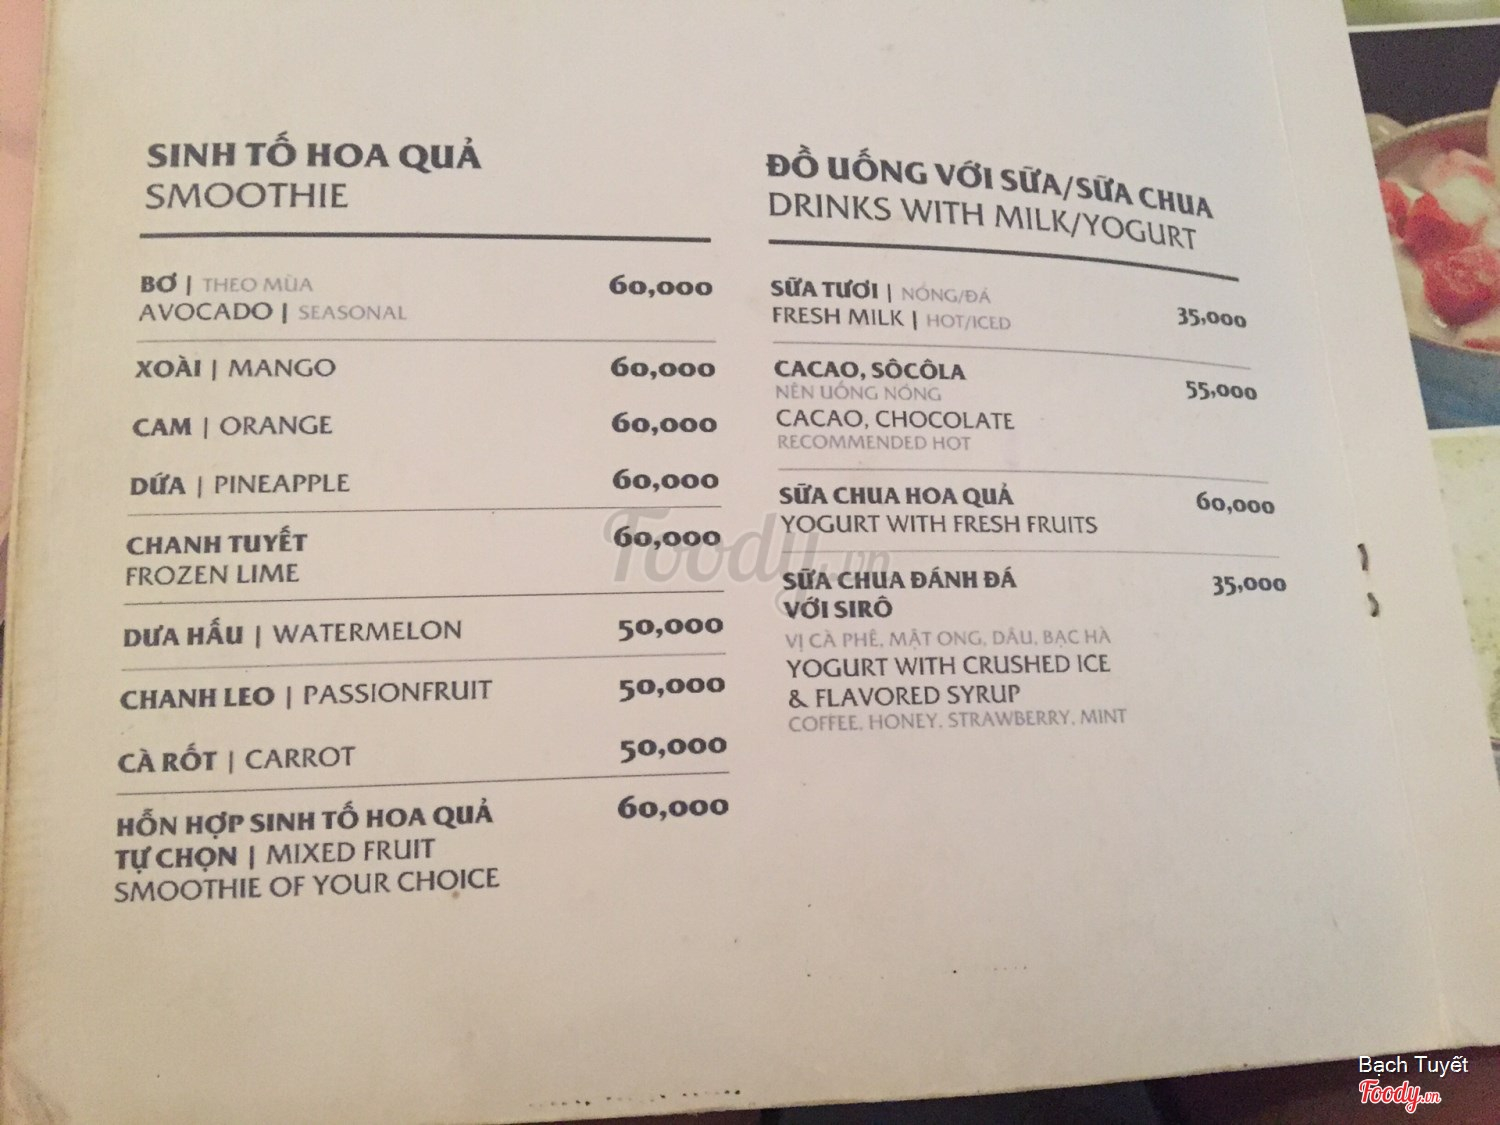 SINH TỐ HOA QUẢ
SMOOTHIE
BƠ | THEO MÙA
60,000
AVOCADO | SEASONAL
XOÀI | MANGO
60,000
CAM | ORANGE
60,000
DỨA | PINEAPPLE
60,000
CHANH TUYẾT
60,000
FROZEN LIME
DƯA HẤU | WATERMELON
50,000
CHANH LEO | PASSIONFRUIT
50,000
CÀ RỐT | CARROT
50,000
HỖN HỢP SINH TỐ HOA QUẢ
60,000
TỰ CHỌN | MIXED FRUIT
SMOOTHIE OF YOUR CHOICE
ĐỒ UỐNG VỚI SỮA/SỮA CHUA
DRINKS WITH MILK/YOGURT
SỮA TƯƠI | NÓNG/ĐÁ
FRESH MILK | HOT/ICED
35,000
CACAO, SÔCÔLA
NÊN UỐNG NÓNG
55,000
CACAO, CHOCOLATE
RECOMMENDED HOT
SỮA CHUA HOA QUẢ
60,000
YOGURT WITH FRESH FRUITS
SỮA CHUA ĐÁNH ĐÁ
35,000
VỚI SIRÔ
VỊ CÀ PHÊ, MẬT ONG, DÂU, BẠC HÀ
YOGURT WITH CRUSHED ICE
& FLAVORED SYRUP
COFFEE, HONEY, STRAWBERRY, MINT
Foody.vn
Bạch Tuyết
Foody.vn